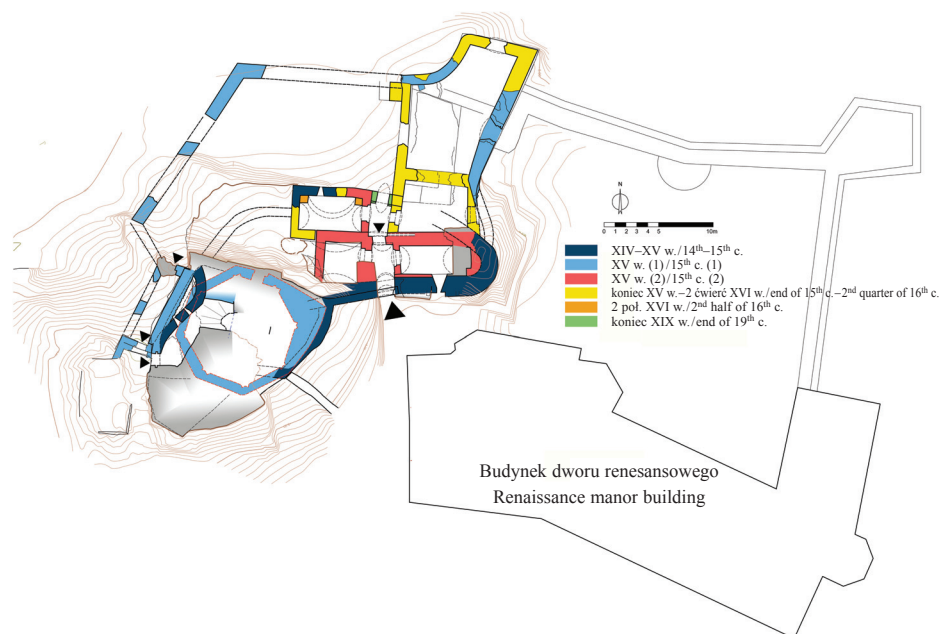 N
0 1 2 3 4 5 10m
XIV–XV w./14th–15th c.
XV w. (1)/15th c. (1)
XV w. (2)/15th c. (2)
koniec XV w.–2 ćwierć XVI w./end of 15th c.–2nd quarter of 16th c.
2 poł. XVI w./2nd half of 16th c.
koniec XIX w./end of 19th c.
I
Budynek dworu renesansowego
Renaissance manor building